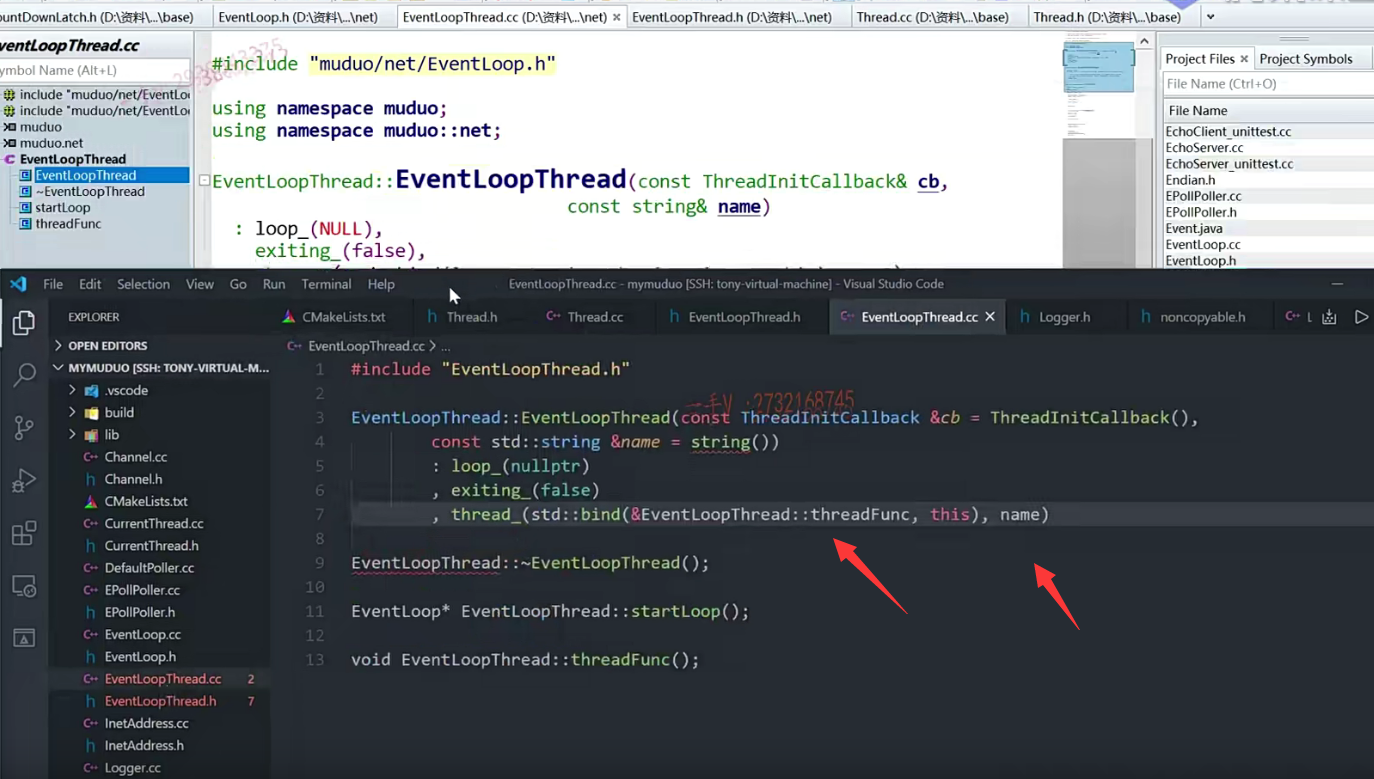 ountDownLatch.h (D:\资料\...\base)
EventLoop.h (D:\资料\...\net)
EventLoopThread.cc (D:\资料\...\net) ×
EventLoopThread.h (D:\资料\...\net)
Thread.cc (D:\资料\...\base)
Thread.h (D:\资料\...\base)
ventLoopThread.cc
ymbol Name (Alt+L)
include "muduo/net/EventLoo
include "muduo/net/EventLoo
muduo
muduo.net
EventLoopThread
EventLoopThread
~EventLoopThread
startLoop
threadFunc
#include "muduo/net/EventLoop.h"
using namespace muduo;
using namespace muduo::net;
EventLoopThread::EventLoopThread(const ThreadInitCallback& cb,
const string& name)
: loop_(NULL),
exiting_(false),
Project Files ×
Project Symbols
File Name (Ctrl+O)
File Name
EchoClient_unittest.cc
EchoServer.cc
EchoServer_unittest.cc
Endian.h
EPollPoller.cc
EPollPoller.h
Event.java
EventLoop.cc
EventLoop.h
File Edit Selection View Go Run Terminal Help
EventLoopThread.cc - mymuduo [SSH: tony-virtual-machine] - Visual Studio Code
EXPLORER
CMakeLists.txt
Thread.h
Thread.cc
EventLoopThread.h
EventLoopThread.cc ×
Logger.h
noncopyable.h
L
OPEN EDITORS
MYMUDUO [SSH: TONY-VIRTUAL-M...
.vscode
build
lib
Channel.cc
Channel.h
CMakeLists.txt
CurrentThread.cc
CurrentThread.h
DefaultPoller.cc
EPollPoller.cc
EPollPoller.h
EventLoop.cc
EventLoop.h
EventLoopThread.cc 2
EventLoopThread.h 7
InetAddress.cc
InetAddress.h
Logger.cc
EventLoopThread.cc > ...
1 #include "EventLoopThread.h"
2
一手V :2732168745
3 EventLoopThread::EventLoopThread(const ThreadInitCallback &cb = ThreadInitCallback(),
4 const std::string &name = string())
5 : loop_(nullptr)
6 , exiting_(false)
7 , thread_(std::bind(&EventLoopThread::threadFunc, this), name)
8
9 EventLoopThread::~EventLoopThread();
10
11 EventLoop* EventLoopThread::startLoop();
12
13 void EventLoopThread::threadFunc();